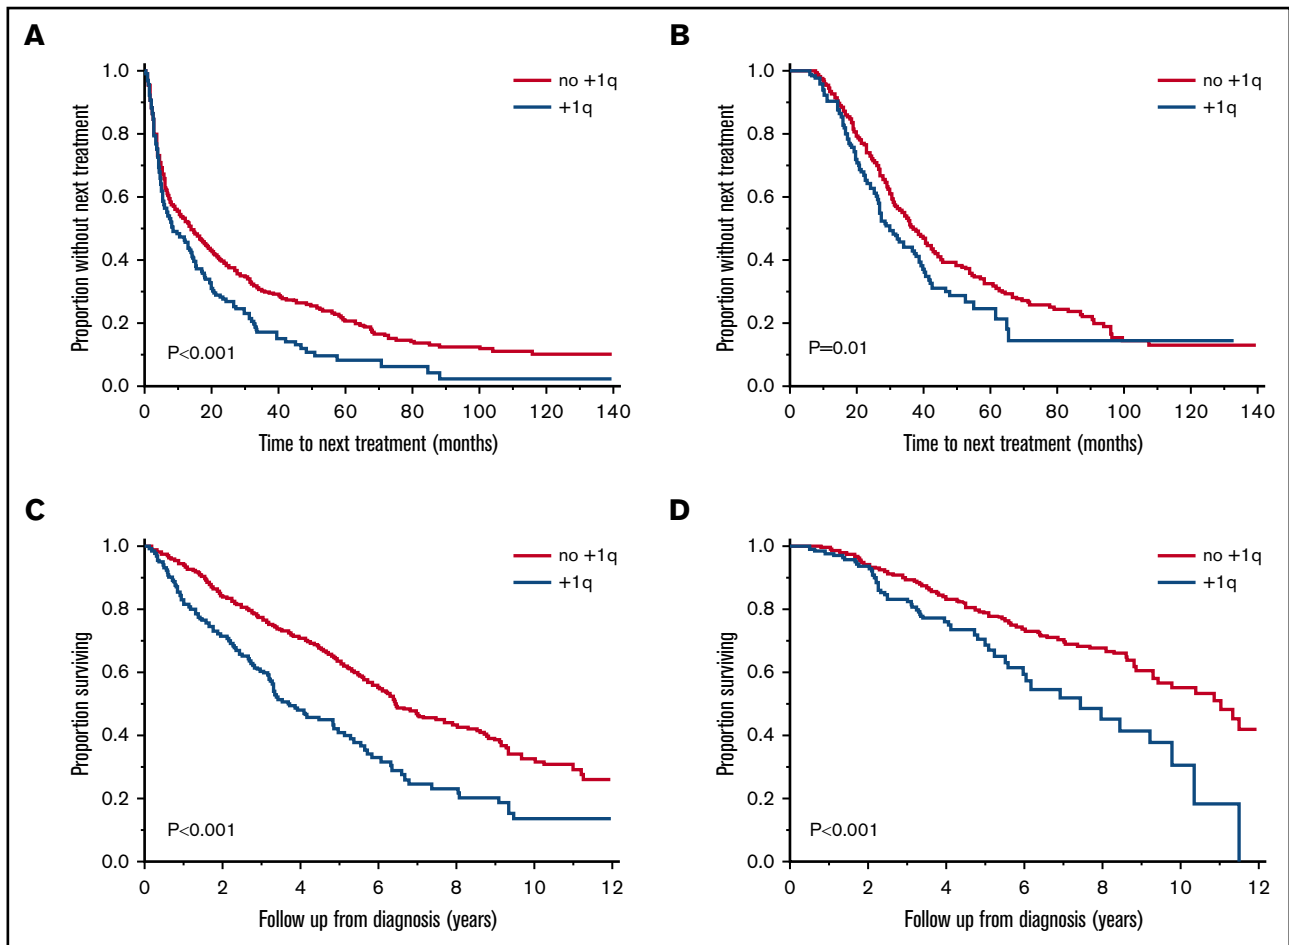 A
Proportion without next treatment
1.0
0.8
0.6
0.4
0.2
0.0
no +1q
+1q
P<0.001
0 20 40 60 80 100 120 140
Time to next treatment (months)
B
Proportion without next treatment
1.0
0.8
0.6
0.4
0.2
0.0
no +1q
+1q
P=0.01
0 20 40 60 80 100 120 140
Time to next treatment (months)
C
Proportion surviving
1.0
0.8
0.6
0.4
0.2
0.0
no +1q
+1q
P<0.001
0 2 4 6 8 10 12
Follow up from diagnosis (years)
D
Proportion surviving
1.0
0.8
0.6
0.4
0.2
0.0
no +1q
+1q
P<0.001
0 2 4 6 8 10 12
Follow up from diagnosis (years)